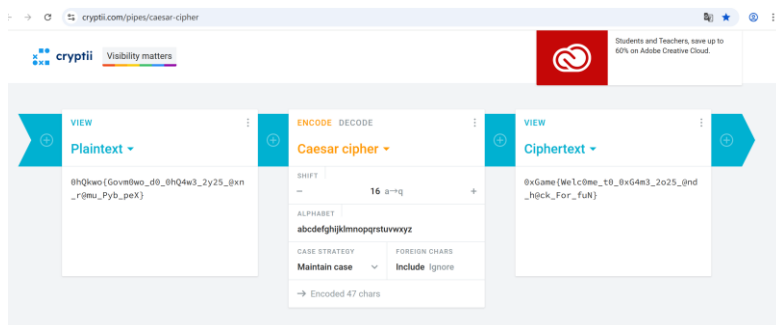 cryptii.com/pipes/caesar-cipher
cryptii Visibility matters
Students and Teachers, save up to
60% on Adobe Creative Cloud.
VIEW
Plaintext
0hQkwo{Govm0wo_d0_0hQ4w3_2y25_@xn
_r@mu_Pyb_peX}
ENCODE DECODE
Caesar cipher
SHIFT
− 16 a→q +
ALPHABET
abcdefghijklmnopqrstuvwxyz
CASE STRATEGY FOREIGN CHARS
Maintain case Include Ignore
→ Encoded 47 chars
VIEW
Ciphertext
0xGame{Welc0me_t0_0xG4m3_2o25_@nd
_h@ck_For_fuN}